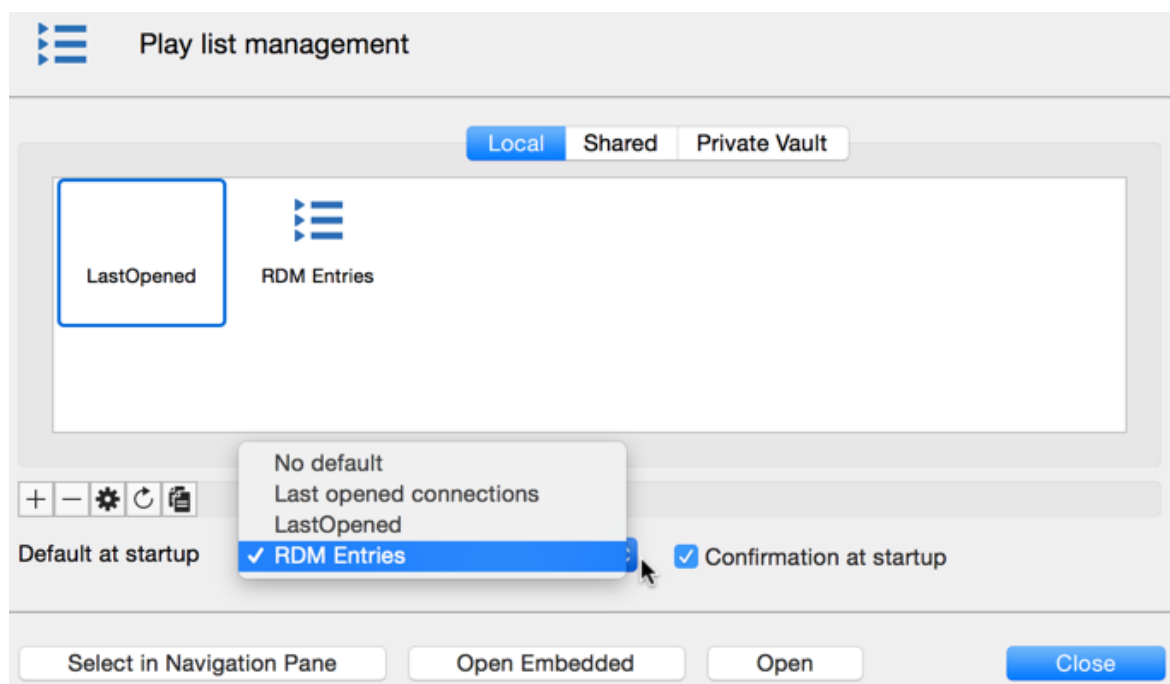 Play list management
Local Shared Private Vault
LastOpened RDM Entries
No default
Last opened connections
LastOpened
Default at startup ✓ RDM Entries Confirmation at startup
Select in Navigation Pane Open Embedded Open Close